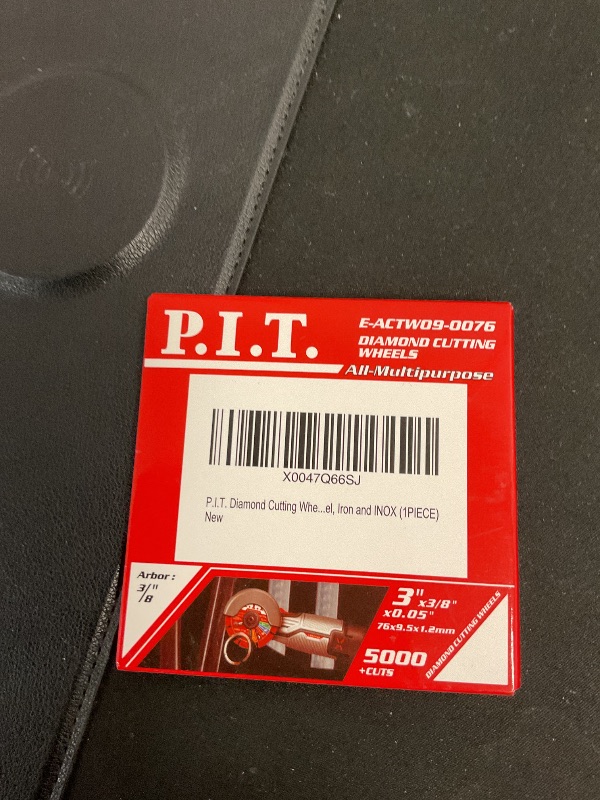 P.I.T.
E-ACTW09-0076
DIAMOND CUTTING
WHEELS
All-Multipurpose
X0047Q66SJ
P.I.T. Diamond Cutting Whe...el, Iron and INOX (1PIECE)
New
Arbor:
3/"
/8
3"
x3/8"
x0.05"
76x9.5x1.2mm
5000
+CUTS
DIAMOND CUTTING WHEELS